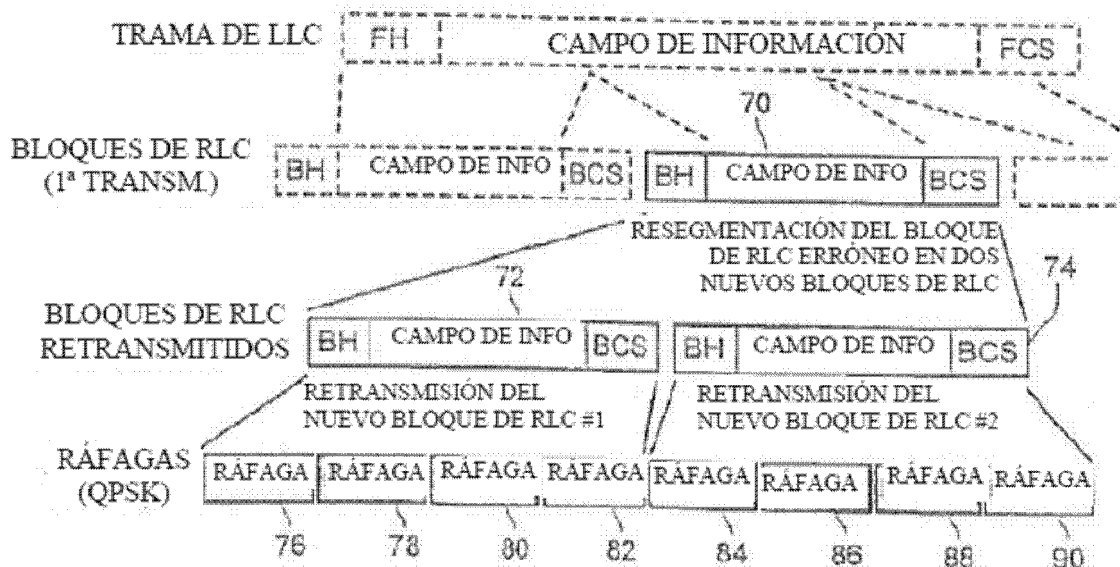 TRAMA DE LLC
FH CAMPO DE INFORMACIÓN FCS
70
BLOQUES DE RLC
(1ª TRANSM.)
BH CAMPO DE INFO BCS BH CAMPO DE INFO BCS
RESEGMENTACIÓN DEL BLOQUE
DE RLC ERRÓNEO EN DOS
NUEVOS BLOQUES DE RLC
72
74
BLOQUES DE RLC
RETRANSMITIDOS
BH CAMPO DE INFO BCS BH CAMPO DE INFO BCS
RETRANSMISIÓN DEL
NUEVO BLOQUE DE RLC #1
RETRANSMISIÓN DEL
NUEVO BLOQUE DE RLC #2
RÁFAGAS
(QPSK)
RÁFAGA RÁFAGA RÁFAGA RÁFAGA RÁFAGA RÁFAGA RÁFAGA RÁFAGA
76 78 80 82 84 86 88 90